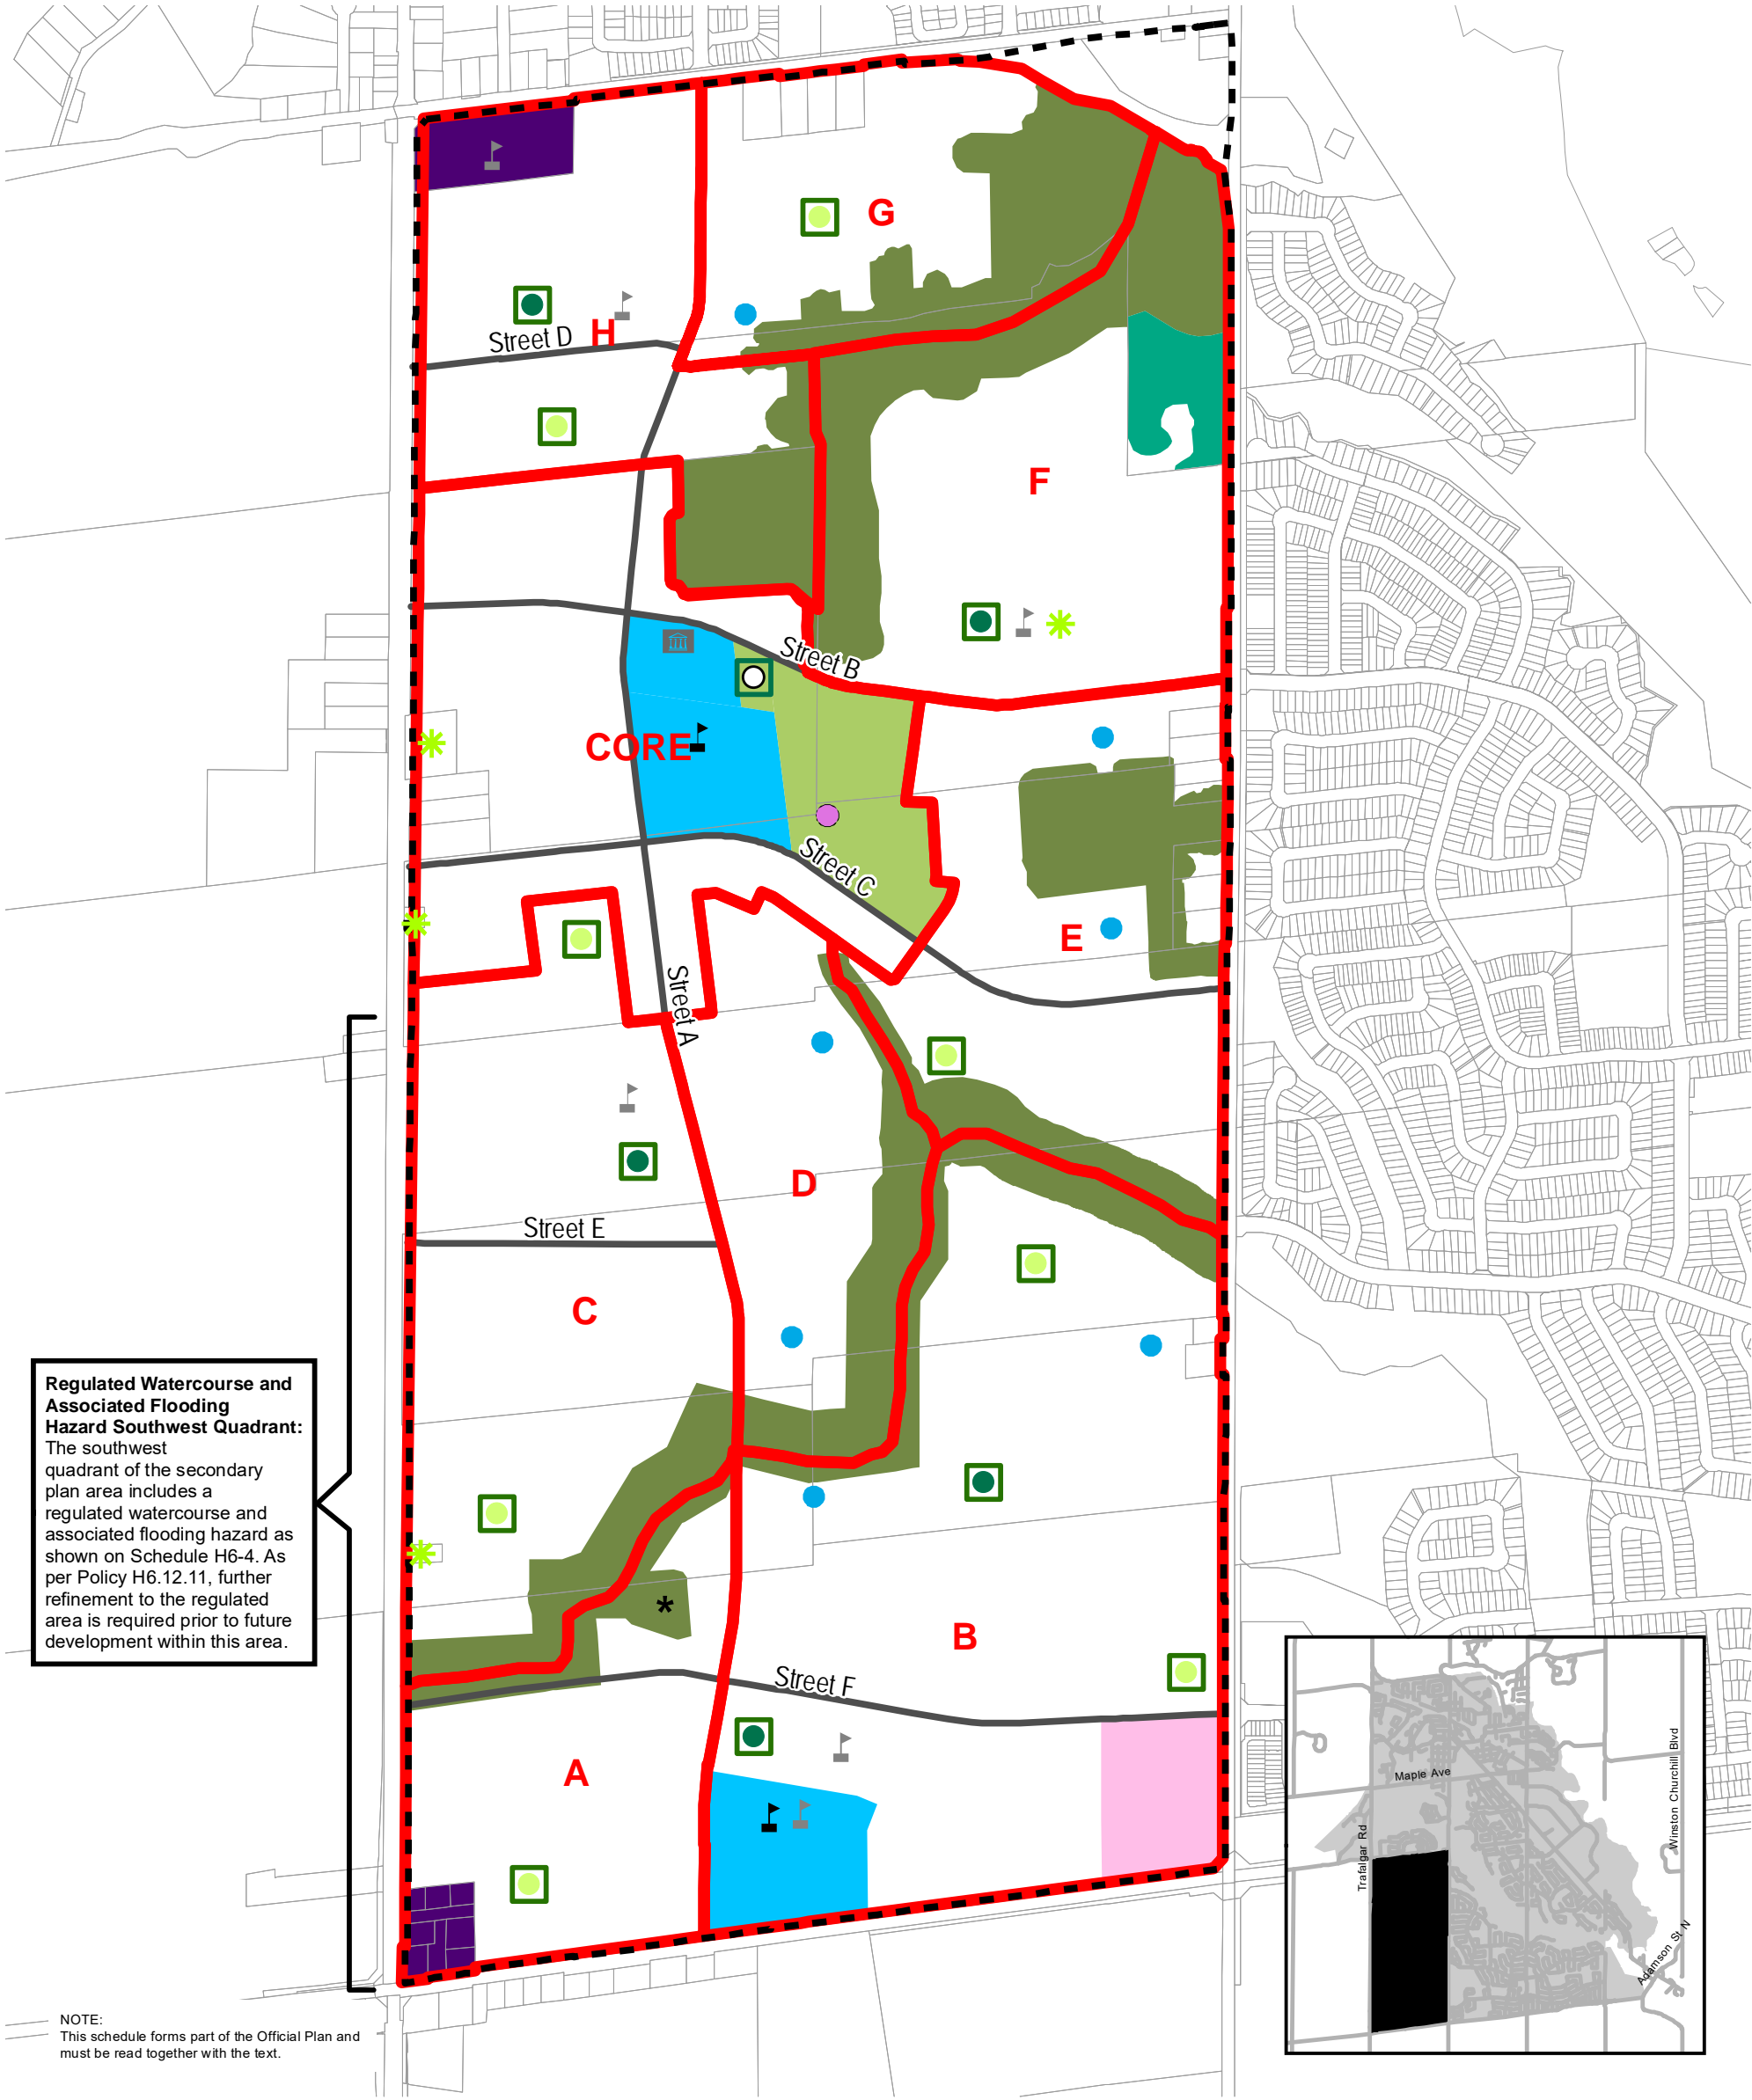 G
H
Street D
F
Street B
CORE
Street C
E
Street A
D
Street E
C
Regulated Watercourse and
Associated Flooding
Hazard Southwest Quadrant:
The southwest
quadrant of the secondary
plan area includes a
regulated watercourse and
associated flooding hazard as
shown on Schedule H6-4. As
per Policy H6.12.11, further
refinement to the regulated
area is required prior to future
development within this area.
*
B
Street F
A
Maple Ave
Trafalgar Rd
Winston Churchill Blvd
Adamson St N
NOTE:
This schedule forms part of the Official Plan and
must be read together with the text.